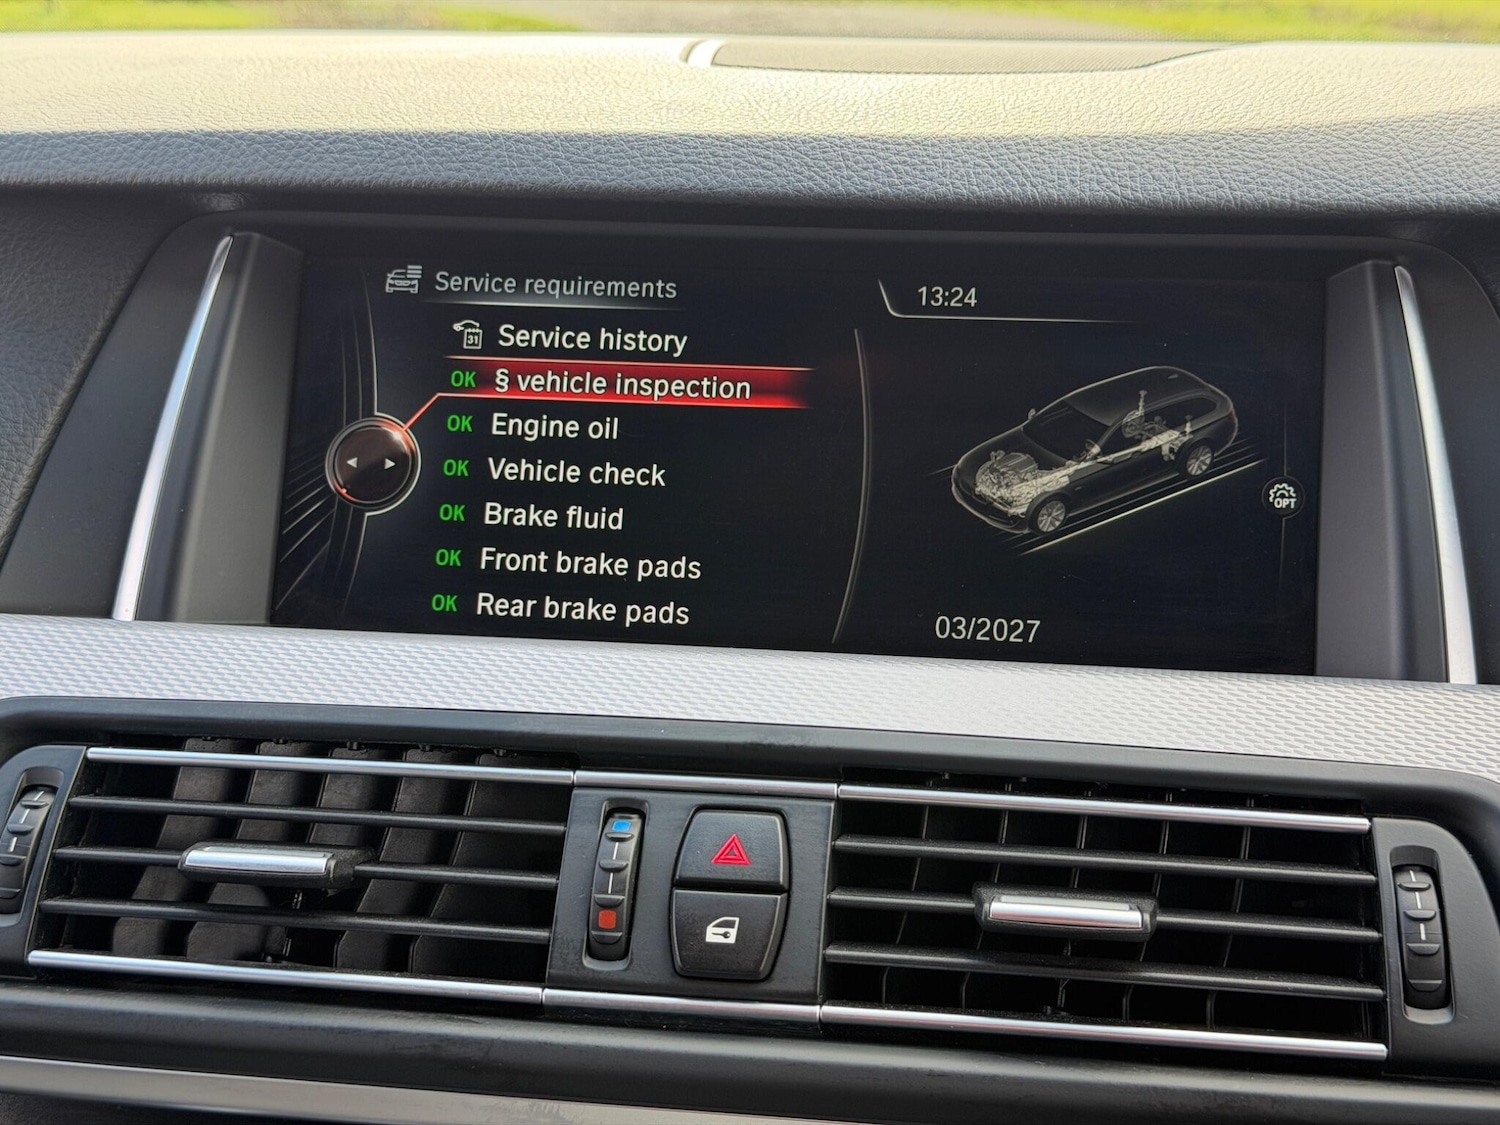 Service requirements
13:24
31 Service history
OK § vehicle inspection
OK Engine oil
OK Vehicle check
OK Brake fluid
OK Front brake pads
OK Rear brake pads
OPT
03/2027